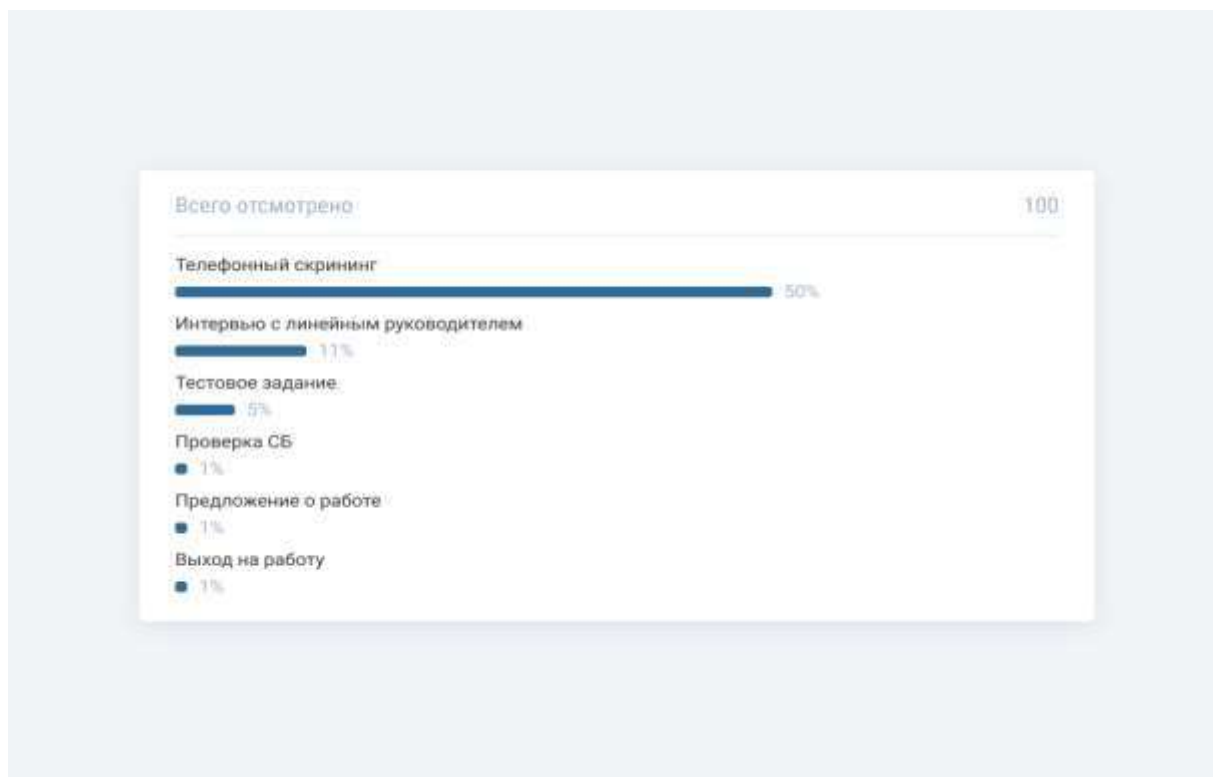 Всего отсмотрено 100
Телефонный скрининг
50%
Интервью с линейным руководителем
11%
Тестовое задание
5%
Проверка СБ
1%
Предложение о работе
1%
Выход на работу
1%